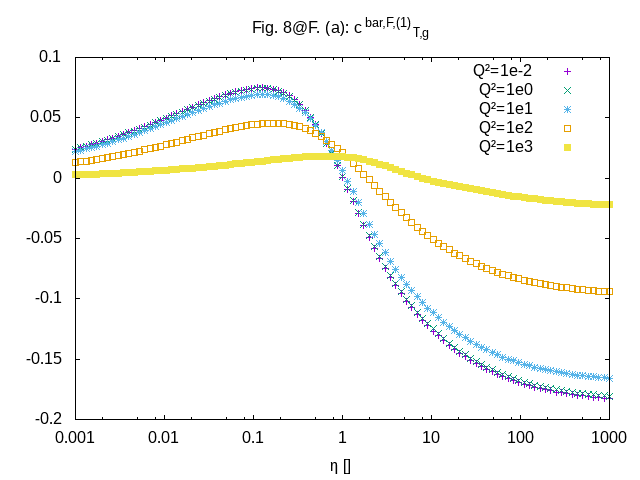 Fig. 8@F. (a): c bar,F,(1) T,g
0.1
0.05
0
-0.05
-0.1
-0.15
-0.2
Q²=1e-2
Q²=1e0
Q²=1e1
Q²=1e2
Q²=1e3
0.001 0.01 0.1 1 10 100 1000
η []